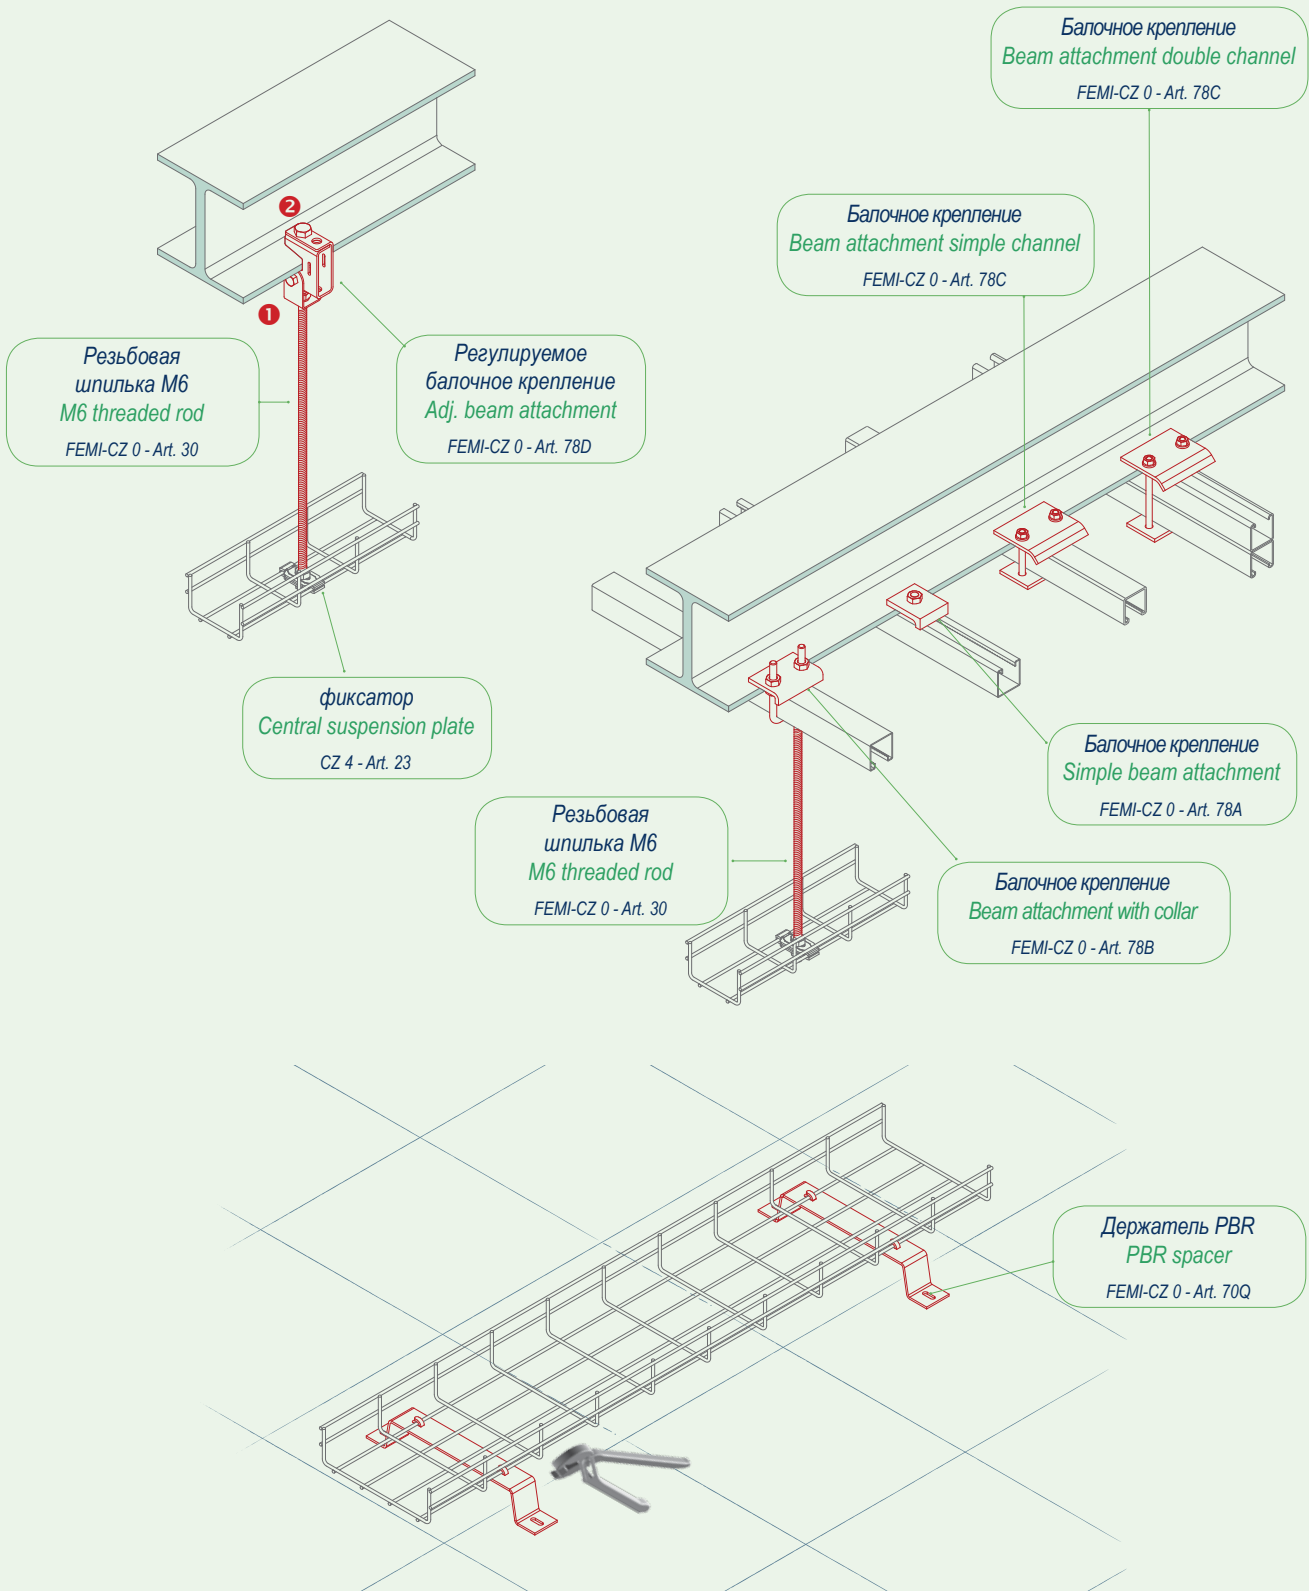 Балочное крепление
Beam attachment double channel
FEMI-CZ 0 - Art. 78C
Балочное крепление
Beam attachment simple channel
FEMI-CZ 0 - Art. 78C
2
1
Резьбовая
шпилька М6
M6 threaded rod
FEMI-CZ 0 - Art. 30
Регулируемое
балочное крепление
Adj. beam attachment
FEMI-CZ 0 - Art. 78D
фиксатор
Central suspension plate
CZ 4 - Art. 23
Балочное крепление
Simple beam attachment
FEMI-CZ 0 - Art. 78A
Резьбовая
шпилька М6
M6 threaded rod
FEMI-CZ 0 - Art. 30
Балочное крепление
Beam attachment with collar
FEMI-CZ 0 - Art. 78B
Держатель PBR
PBR spacer
FEMI-CZ 0 - Art. 70Q